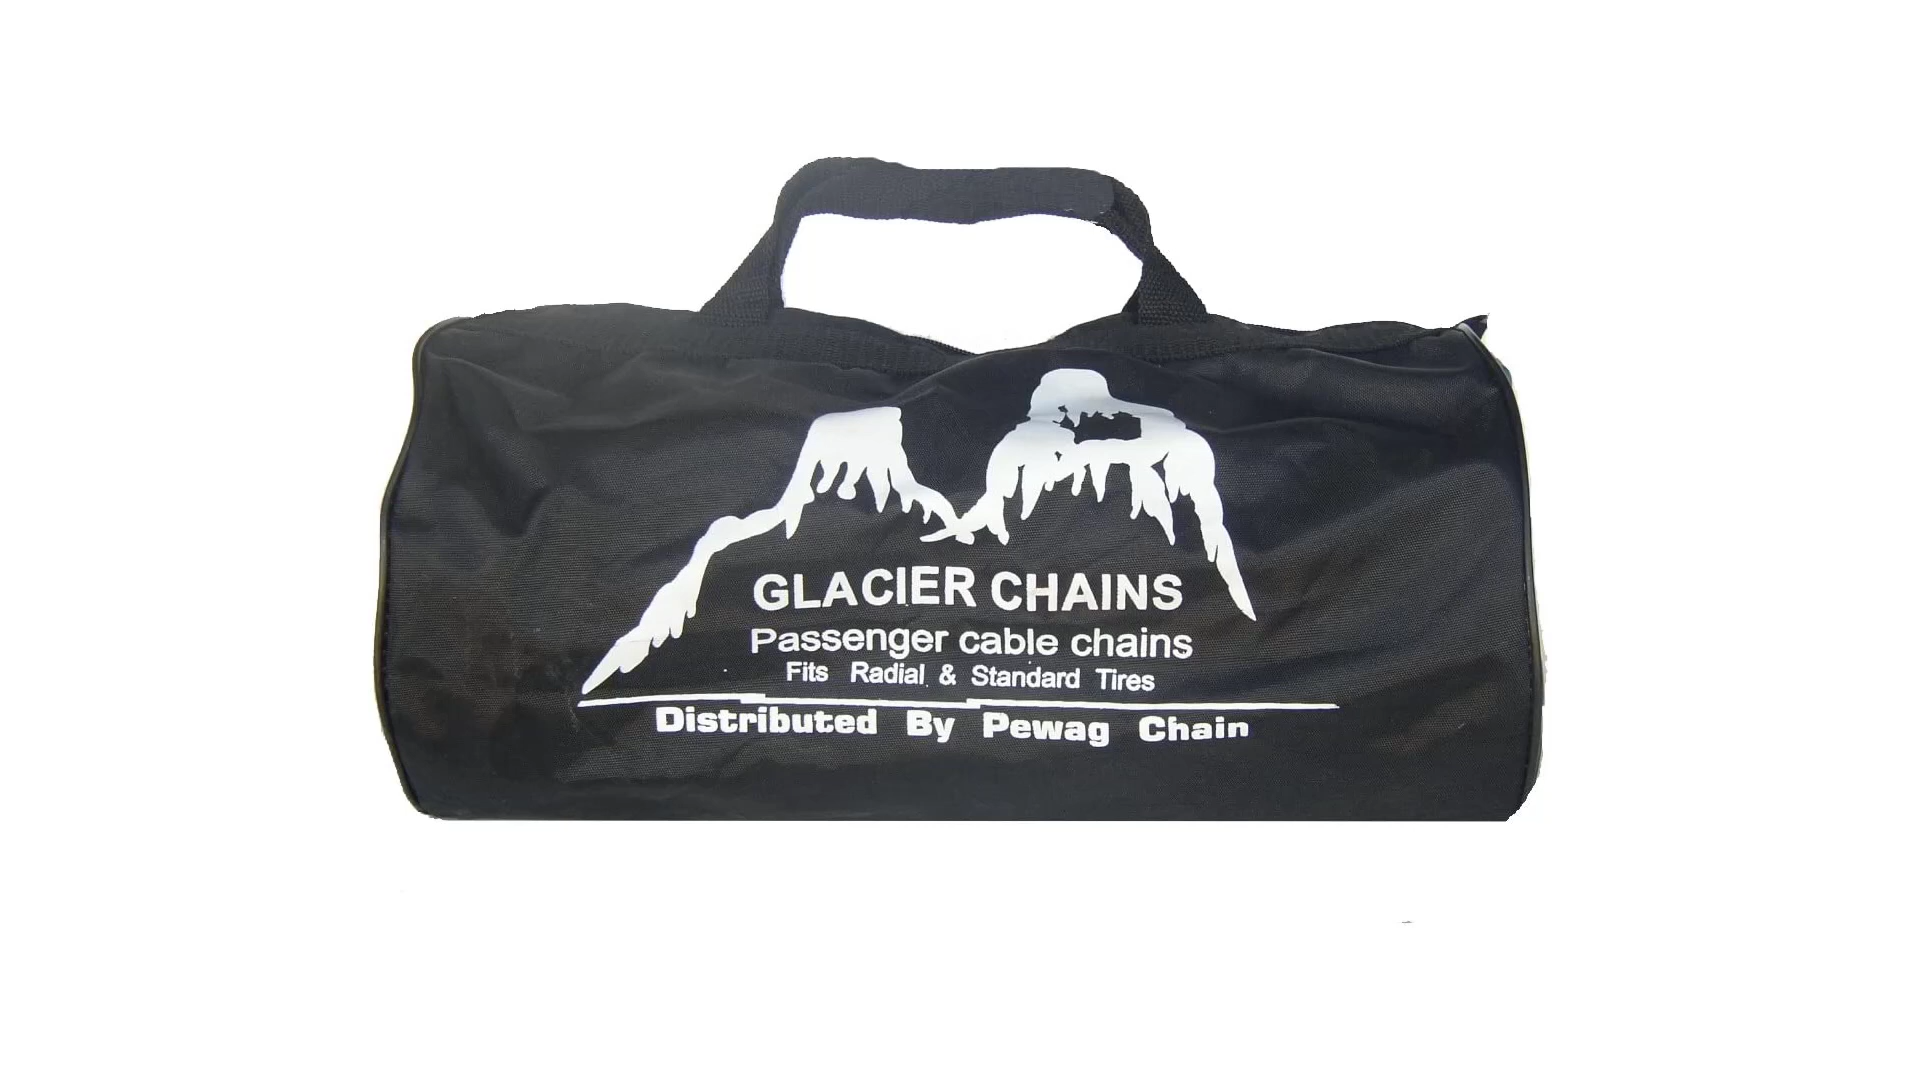 GLACIER CHAINS
Passenger cable chains
Fits Radial & Standard Tires
Distributed By Pewag Chain